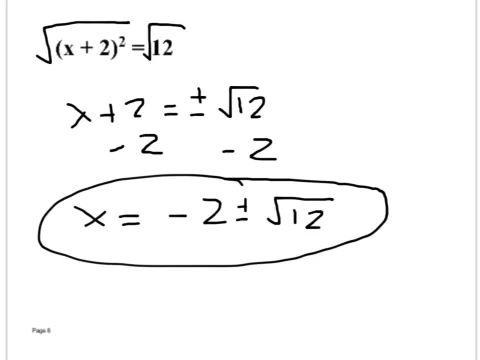 √(x + 2)² = √12
x + 2 = ± √12
- 2 - 2
x = - 2 ± √12
Page 6